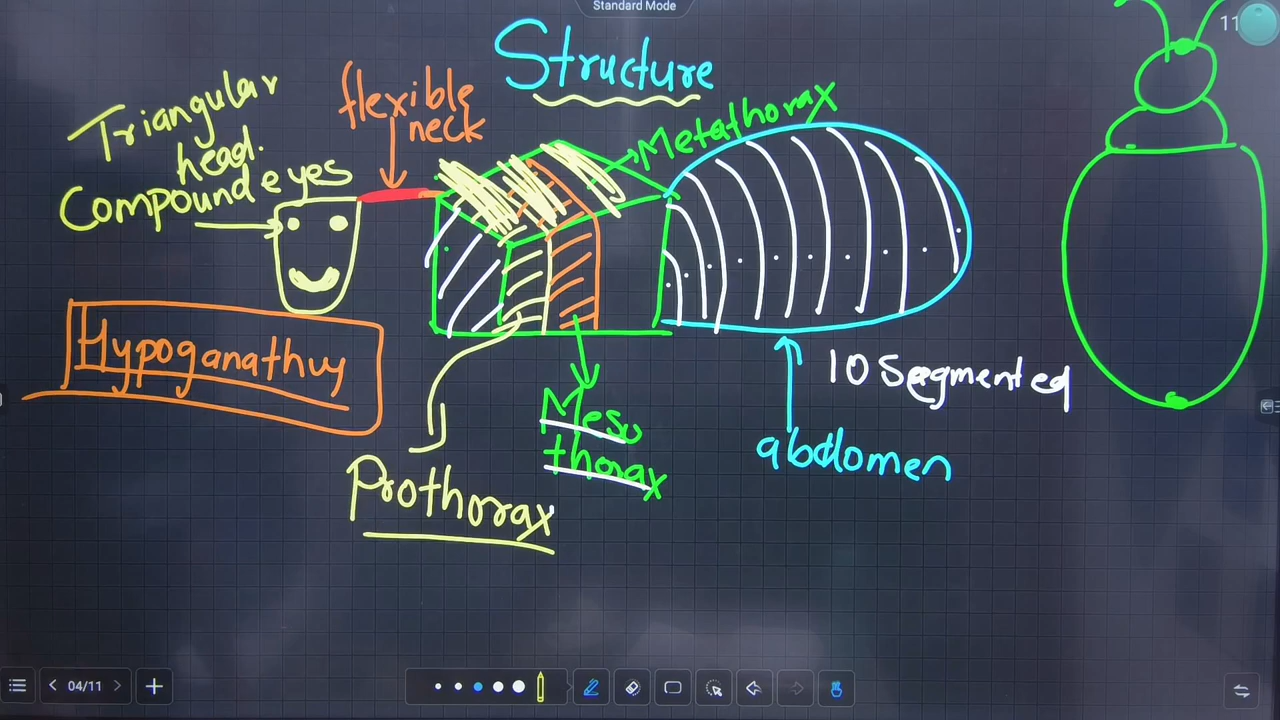 Standard Mode
11
Structure
Triangular
head.
Compound eyes
flexible
neck
Metathorax
Hypoganathuy
10 Segmented
Meso
thorax
abdomen
Prothorax
04/11